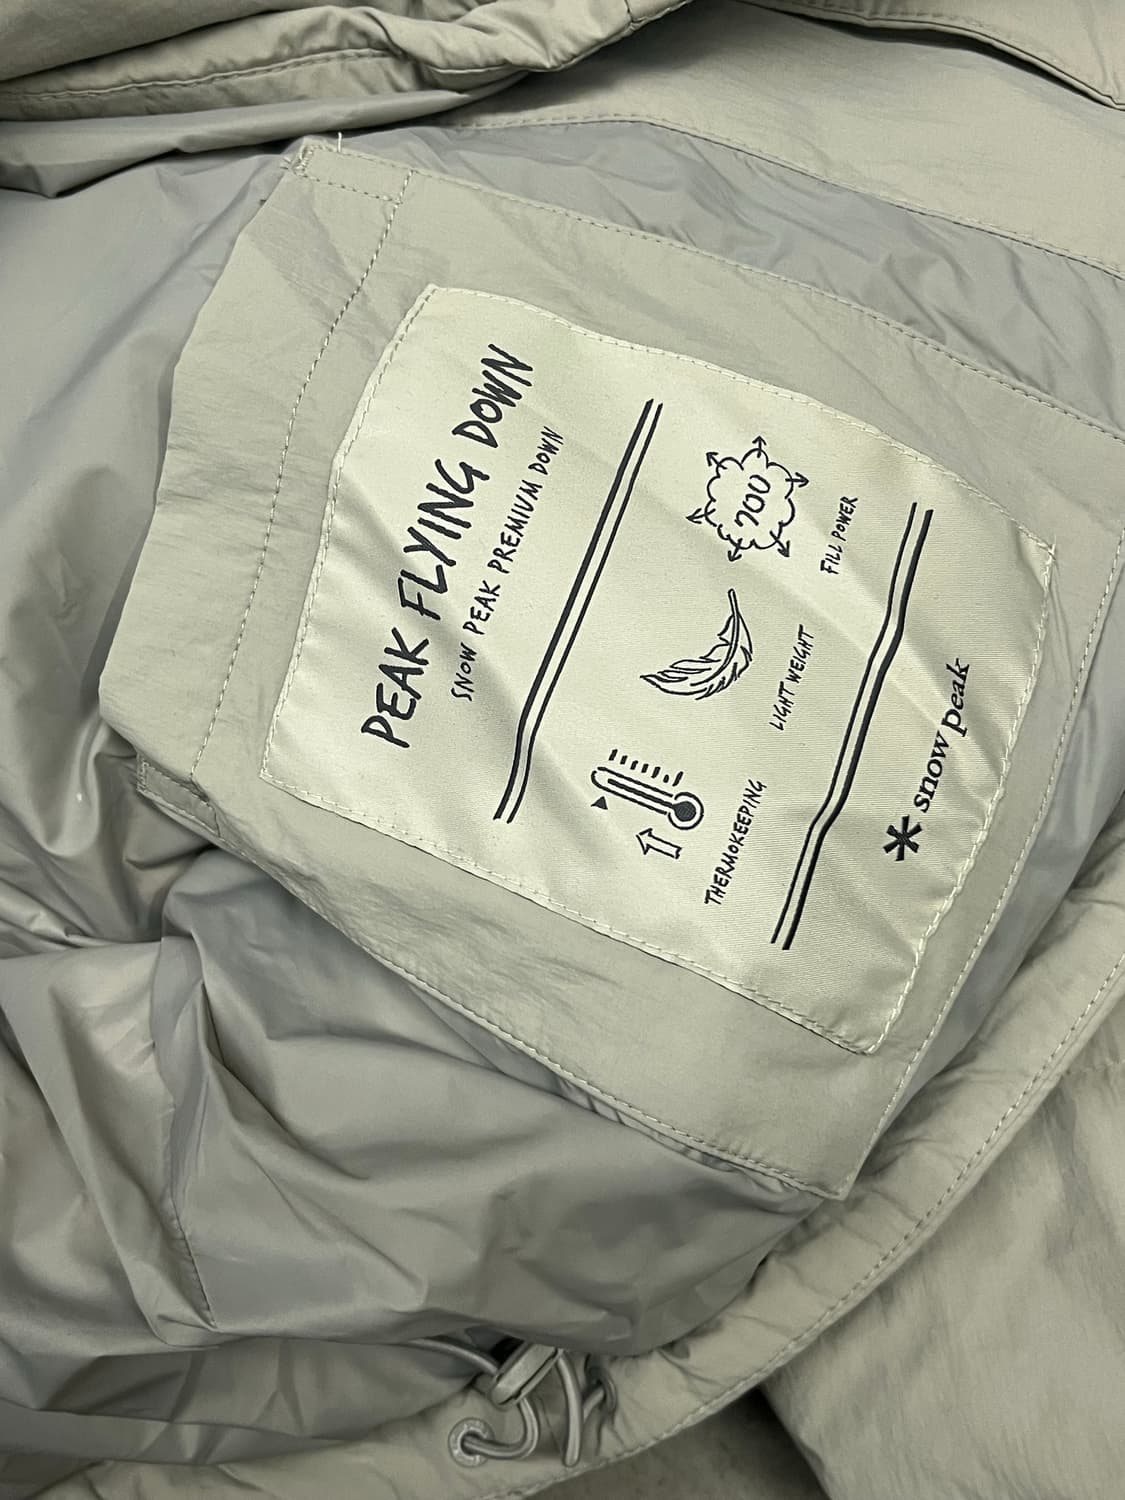 PEAK FLYING DOWN
SNOW PEAK PREMIUM DOWN
700
FILL POWER
LIGHT WEIGHT
THERMOKEEPING
snow peak